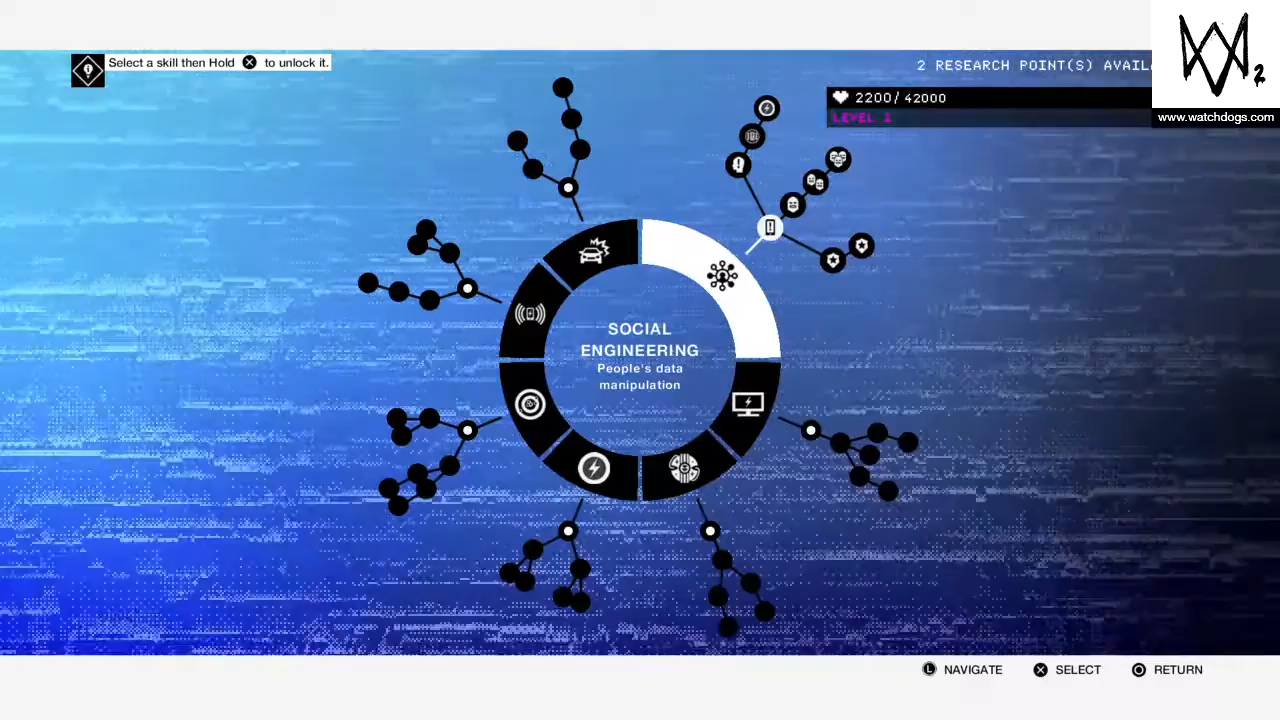 Select a skill then Hold ⓧ to unlock it.
2 RESEARCH POINT(S)
2200/42000
LEVEL 1
2
www.watchdogs.com
SOCIAL
ENGINEERING
People's data
manipulation
L NAVIGATE
SELECT
RETURN